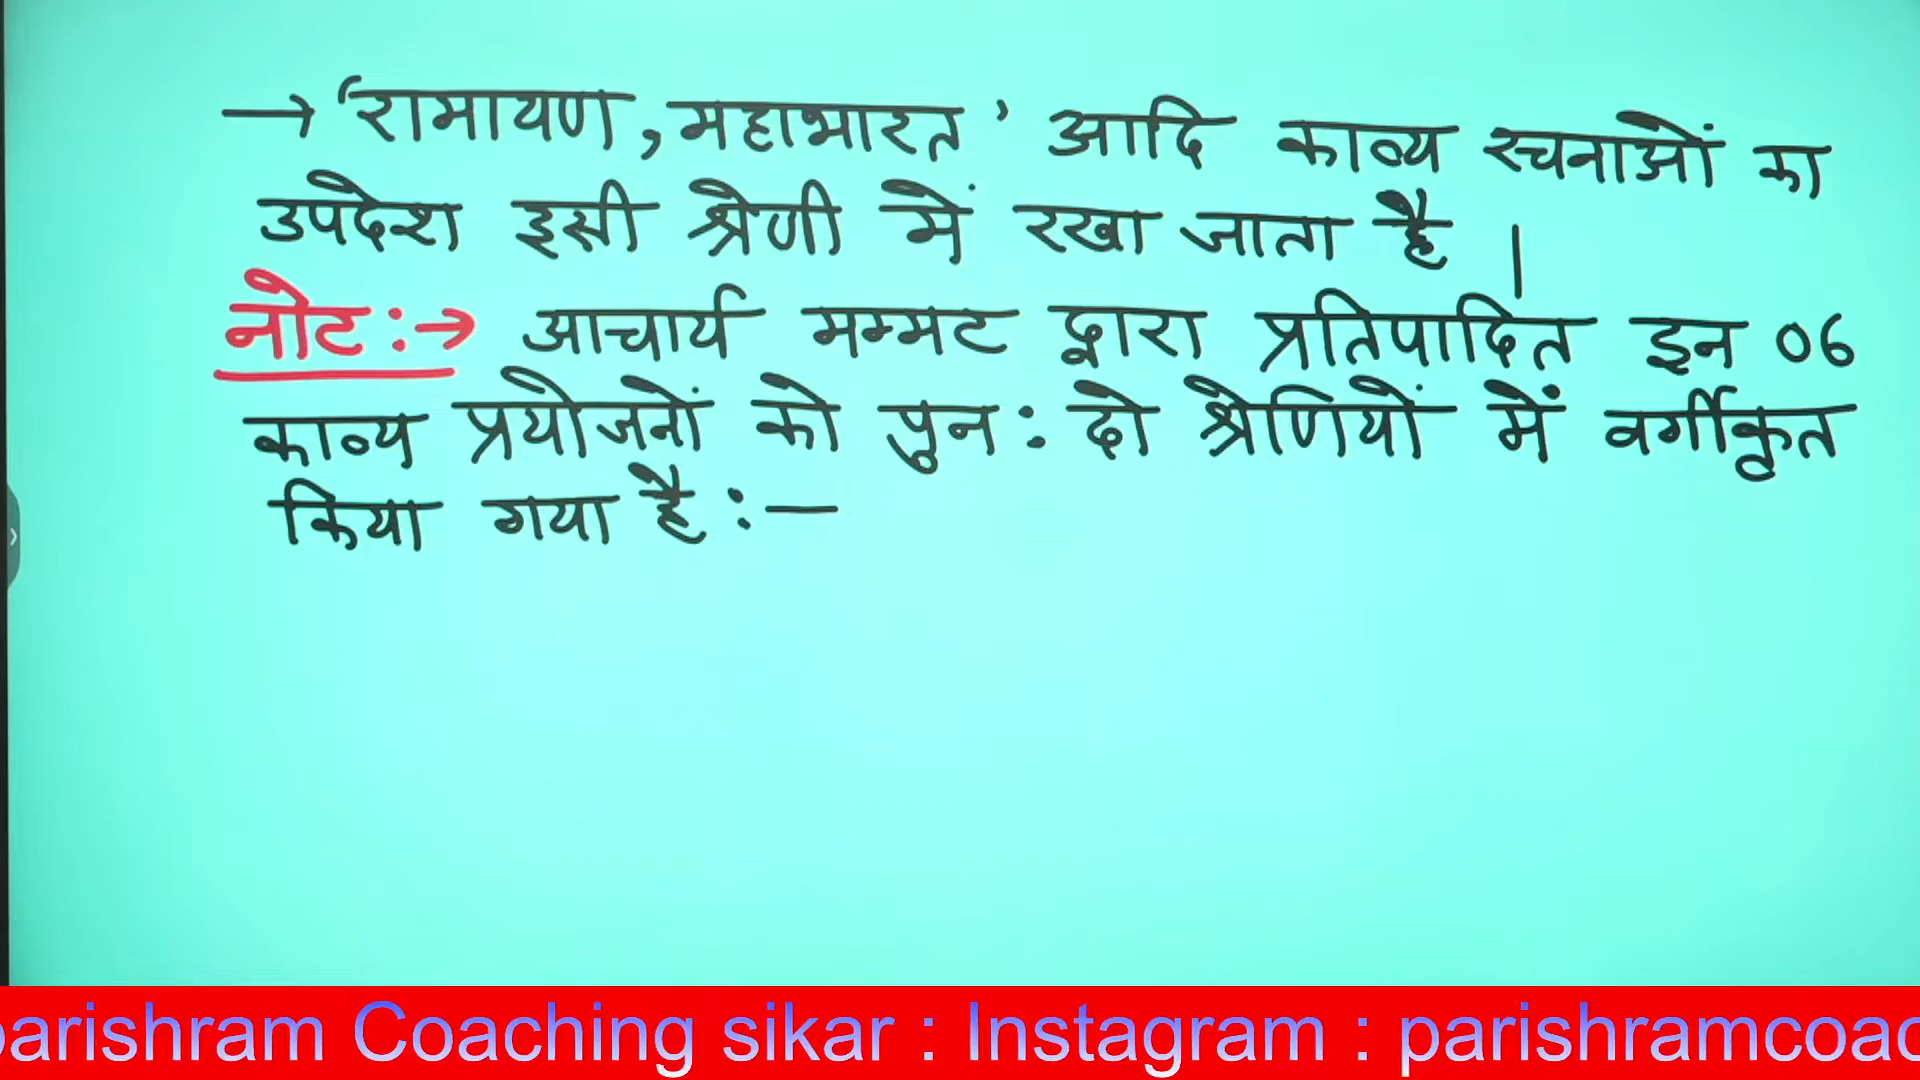 → 'रामायण, महाभारत' आदि काव्य रचनाओं का
उपदेश इसी श्रेणी में रखा जाता है |
नोट :→ आचार्य मम्मट द्वारा प्रतिपादित इन 06
काव्य प्रयोजनों को पुन: दो श्रेणियों में वर्गीकृत
किया गया है :—
parishram Coaching sikar : Instagram : parishramcoac